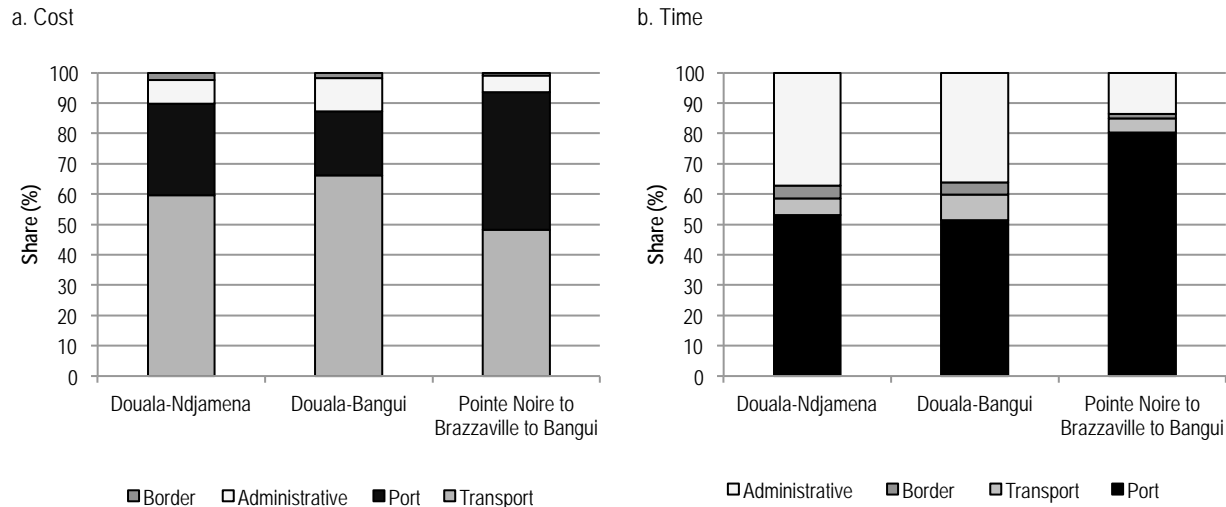 a. Cost
Share (%)
100
90
80
70
60
50
40
30
20
10
0
Douala-Ndjamena
Douala-Bangui
Pointe Noire to
Brazzaville to Bangui
Border Administrative Port Transport
b. Time
Share (%)
100
90
80
70
60
50
40
30
20
10
0
Douala-Ndjamena
Douala-Bangui
Pointe Noire to
Brazzaville to Bangui
Administrative Border Transport Port